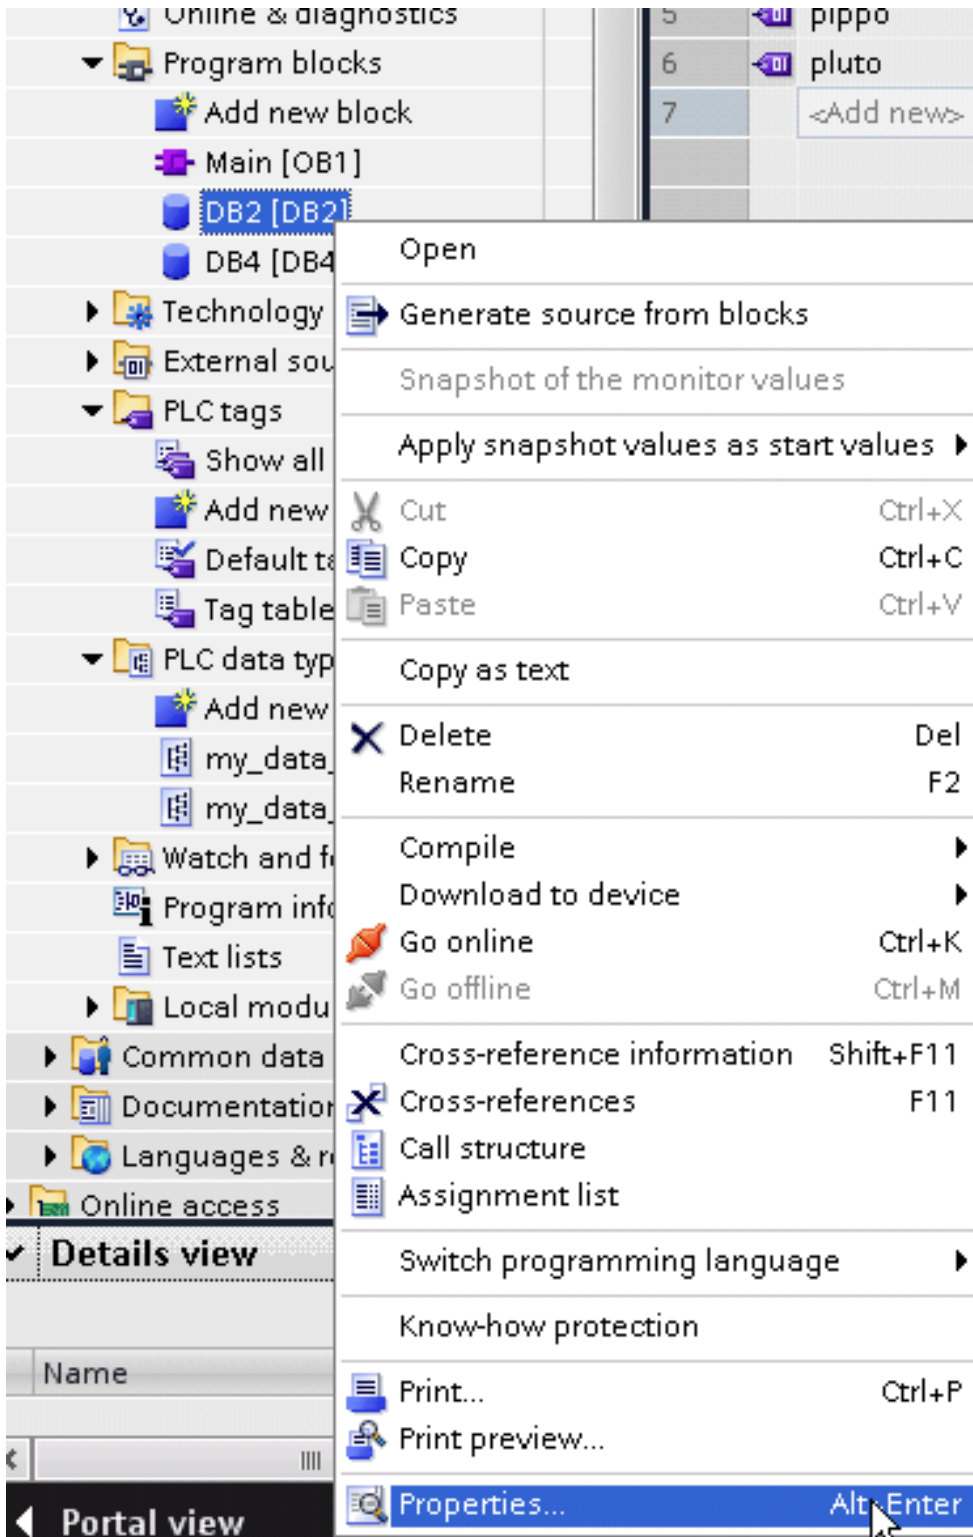 Online & diagnostics
Program blocks
Add new block
Main [OB1]
DB2 [DB2]
DB4 [DB4
Technology
External sou
PLC tags
Show all
Add new
Default ta
Tag table
PLC data typ
Add new
my_data_
my_data_
Watch and fo
Program info
Text lists
Local modu
Common data
Documentation
Languages & re
Online access
Details view
Name
Portal view
5 pippo
6 pluto
7 <Add new>
Open
Generate source from blocks
Snapshot of the monitor values
Apply snapshot values as start values
Cut Ctrl+X
Copy Ctrl+C
Paste Ctrl+V
Copy as text
Delete Del
Rename F2
Compile
Download to device
Go online Ctrl+K
Go offline Ctrl+M
Cross-reference information Shift+F11
Cross-references F11
Call structure
Assignment list
Switch programming language
Know-how protection
Print... Ctrl+P
Print preview...
Properties... Alt+Enter